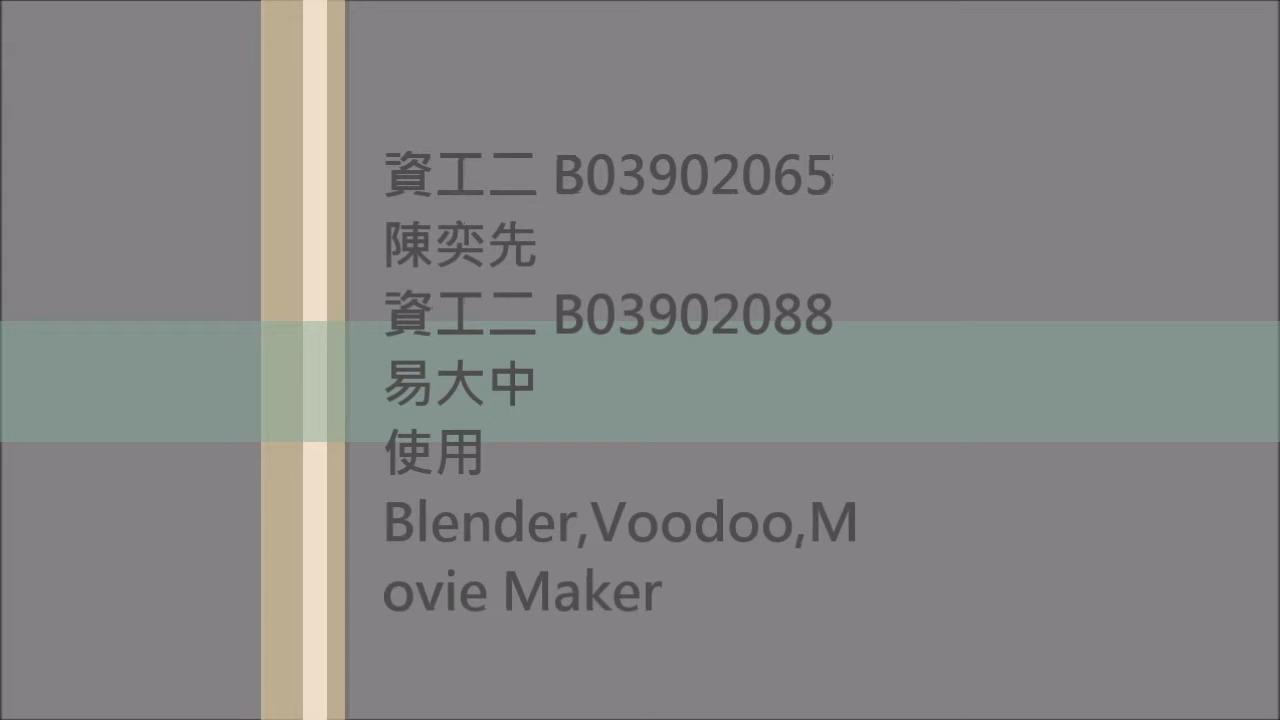 資工二 B03902065
陳奕先
資工二 B03902088
易大中
使用
Blender,Voodoo,M
ovie Maker